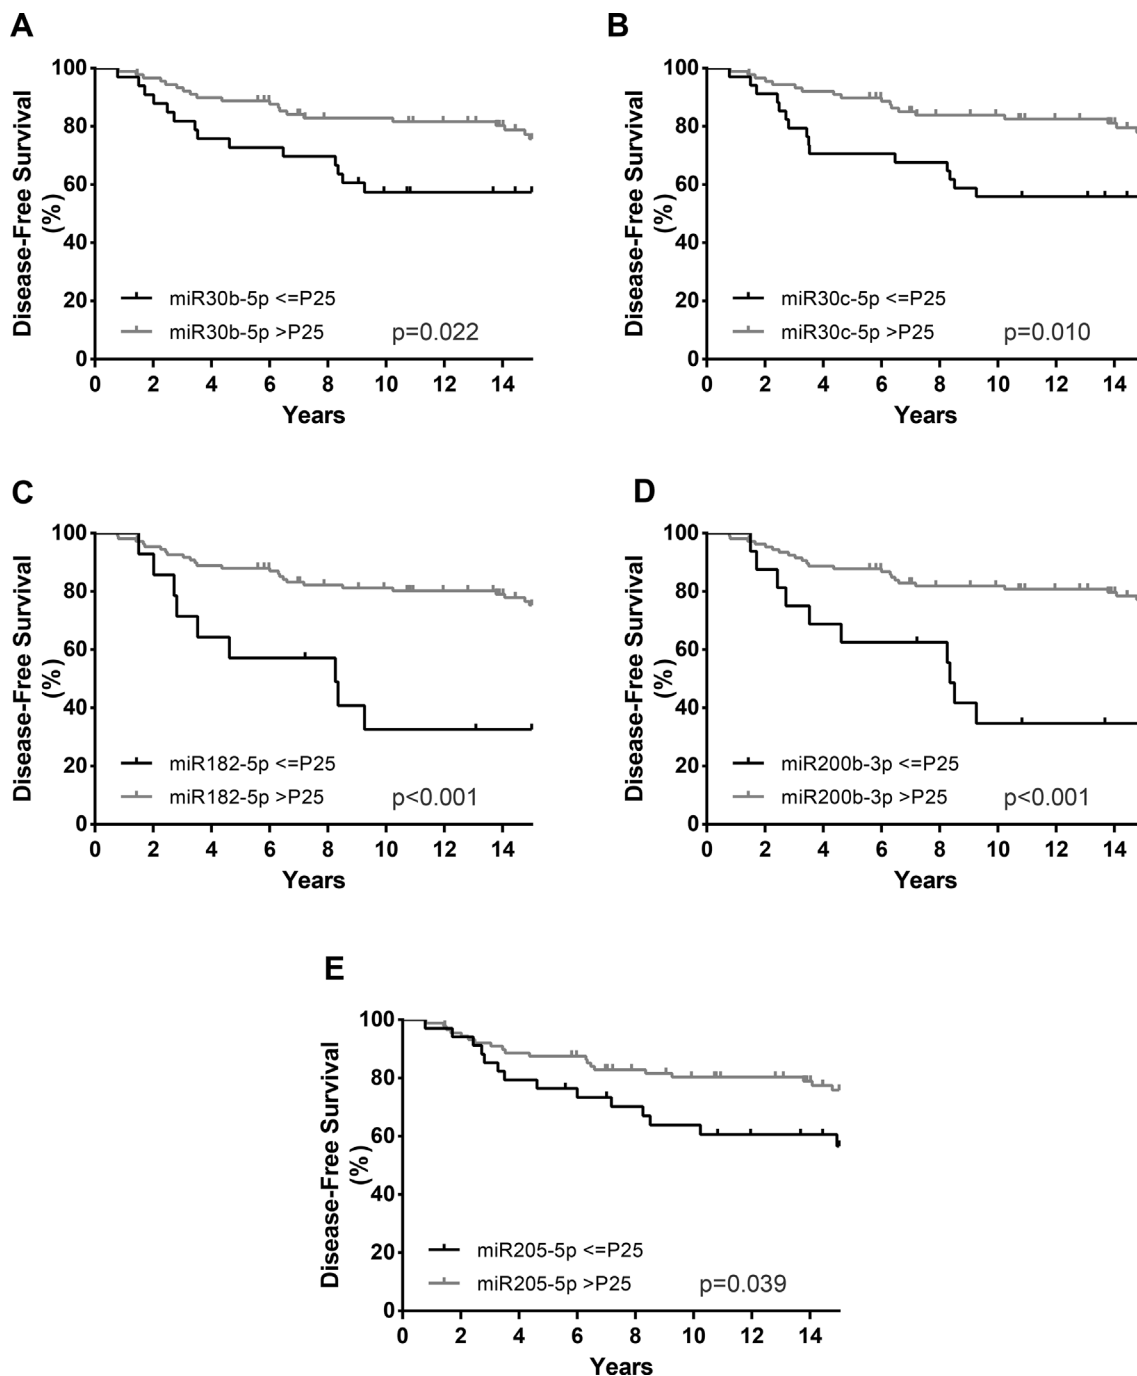 A
Disease-Free Survival
(%)
100
80
60
40
20
0
miR30b-5p <=P25
miR30b-5p >P25
p=0.022
0 2 4 6 8 10 12 14
Years
B
Disease-Free Survival
(%)
100
80
60
40
20
0
miR30c-5p <=P25
miR30c-5p >P25
p=0.010
0 2 4 6 8 10 12 14
Years
C
Disease-Free Survival
(%)
100
80
60
40
20
0
miR182-5p <=P25
miR182-5p >P25
p<0.001
0 2 4 6 8 10 12 14
Years
D
Disease-Free Survival
(%)
100
80
60
40
20
0
miR200b-3p <=P25
miR200b-3p >P25
p<0.001
0 2 4 6 8 10 12 14
Years
E
Disease-Free Survival
(%)
100
80
60
40
20
0
miR205-5p <=P25
miR205-5p >P25
p=0.039
0 2 4 6 8 10 12 14
Years